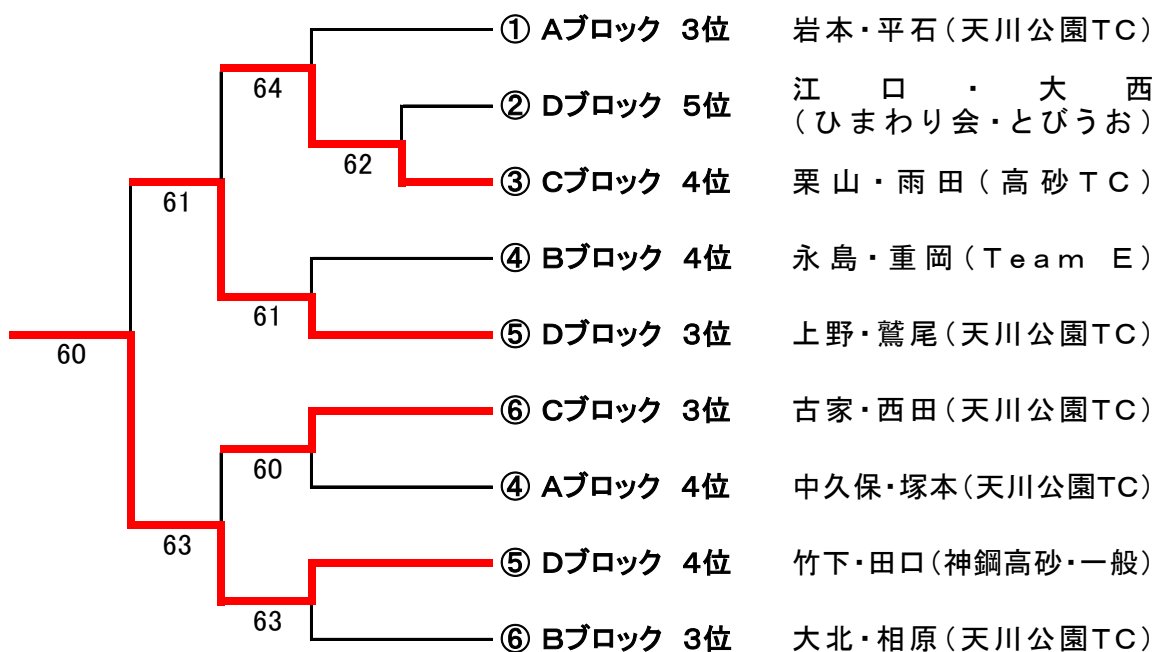 ① Aブロック 3位 岩本・平石(天川公園TC)
64
② Dブロック 5位 江口・大西
(ひまわり会・とびうお)
62
③ Cブロック 4位 栗山・雨田(高砂TC)
61
④ Bブロック 4位 永島・重岡(Team E)
61
⑤ Dブロック 3位 上野・鷲尾(天川公園TC)
60
⑥ Cブロック 3位 古家・西田(天川公園TC)
60
④ Aブロック 4位 中久保・塚本(天川公園TC)
63
⑤ Dブロック 4位 竹下・田口(神鋼高砂・一般)
63
⑥ Bブロック 3位 大北・相原(天川公園TC)